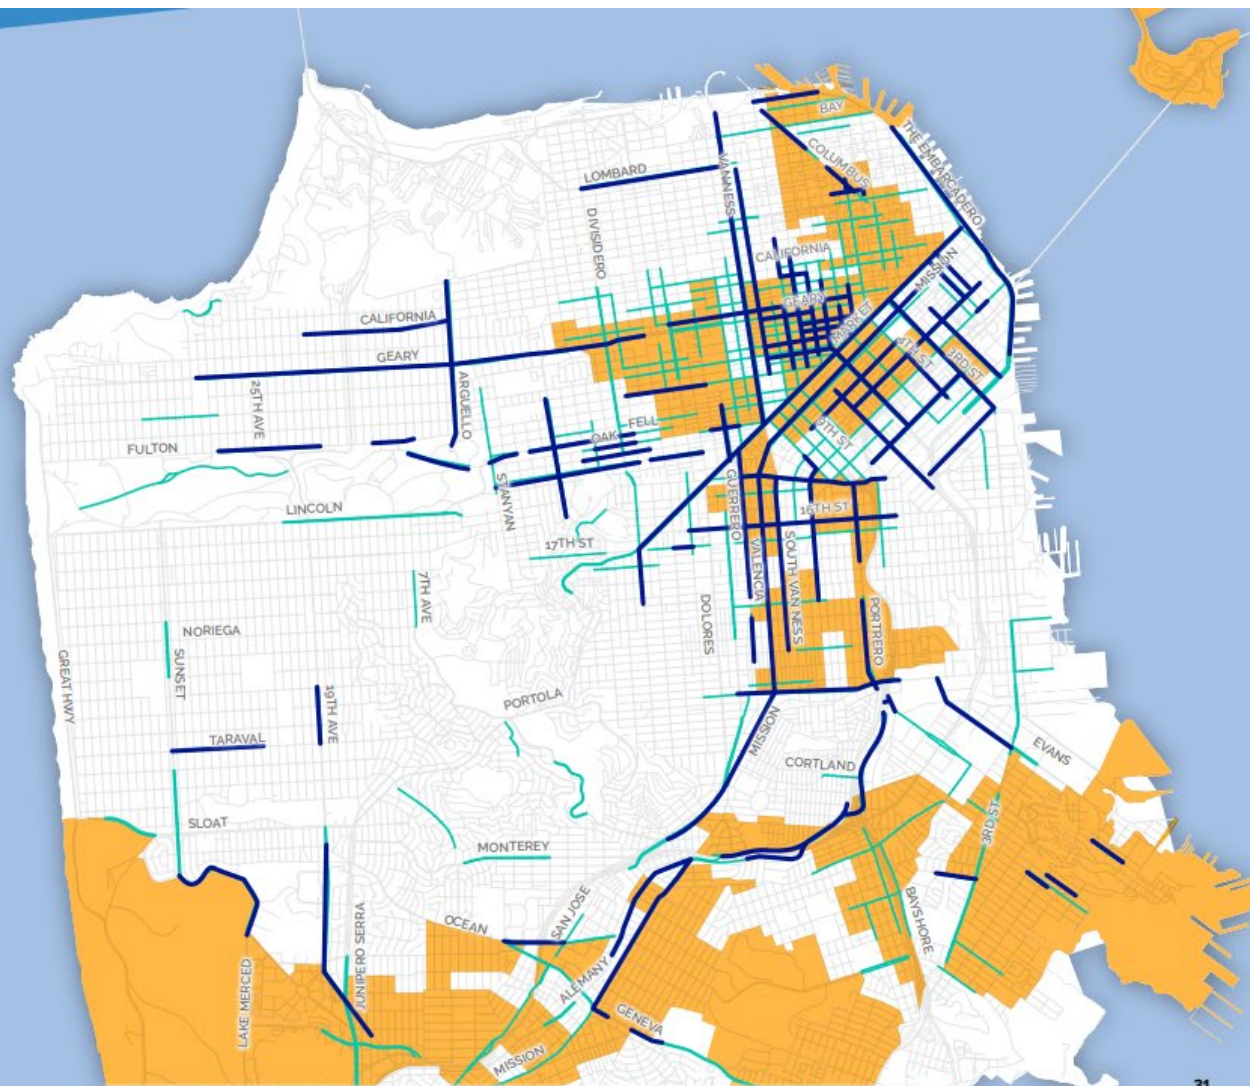 BAY
THE EMBARCADERO
COLUMBUS
LOMBARD
VAN NESS
DIVISIDERO
CALIFORNIA
MISSION
GEARY
CALIFORNIA
MARKET
GEARY
4TH ST
3RD ST
25TH AVE
ARGUELLO
FELL
OAK
9TH ST
FULTON
STANYAN
GUERRERO
LINCOLN
16TH ST
17TH ST
VALENCIA
SOUTH VAN NESS
7TH AVE
DOLORES
PORTRERO
NORIEGA
SUNSET
GREAT HWY
19TH AVE
PORTOLA
TARAVAL
MISSION
EVANS
CORTLAND
SLOAT
3RD ST
MONTEREY
OCEAN
SAN JOSE
BAYSHORE
JUNIPERO SERRA
LAKE MERCED
ALEMANY
GENEVA
MISSION